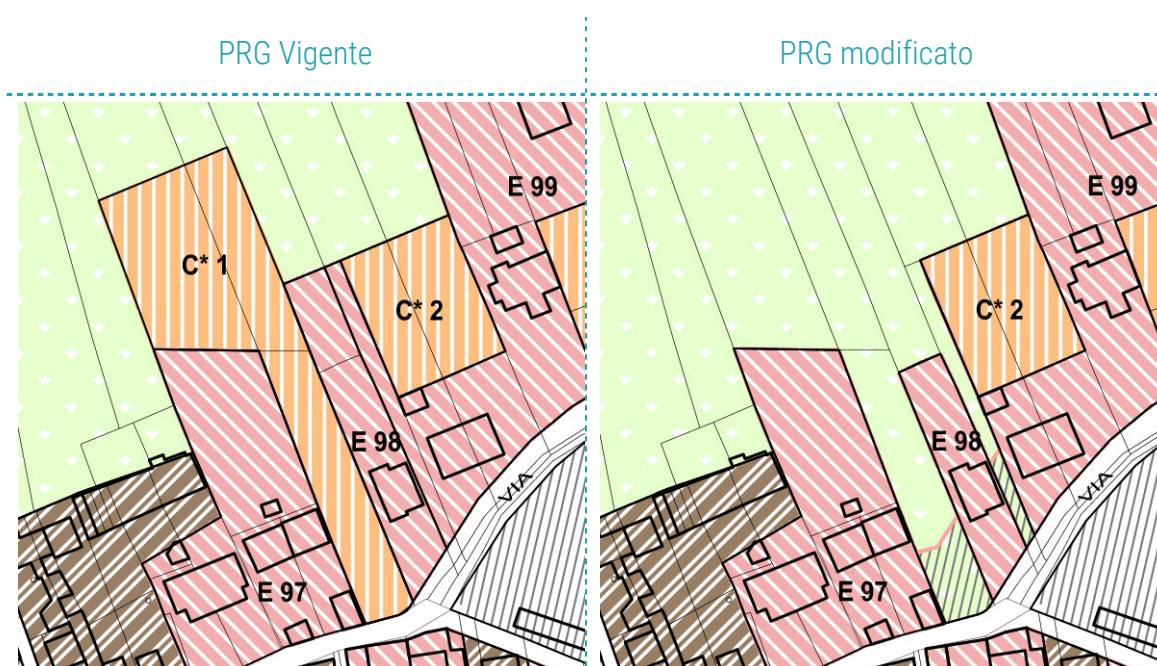 PRG Vigente
PRG modificato
E 99
C* 1
C* 2
E 98
VIA
E 97
E 99
C* 2
E 98
VIA
E 97